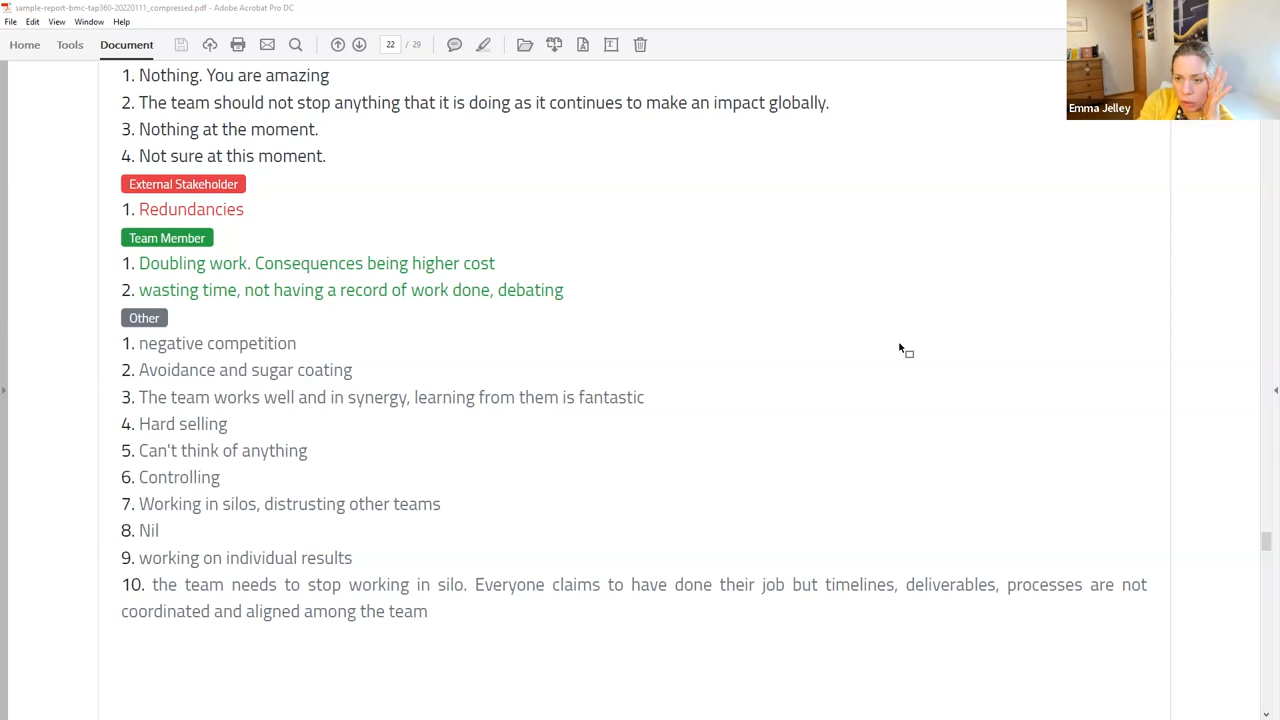 sample-report-bmc-tap360-20220111_compressed.pdf - Adobe Acrobat Pro DC
File Edit View Window Help
Home Tools Document 22 / 29
Emma Jelley
1. Nothing. You are amazing
2. The team should not stop anything that it is doing as it continues to make an impact globally.
3. Nothing at the moment.
4. Not sure at this moment.
External Stakeholder
1. Redundancies
Team Member
1. Doubling work. Consequences being higher cost
2. wasting time, not having a record of work done, debating
Other
1. negative competition
2. Avoidance and sugar coating
3. The team works well and in synergy, learning from them is fantastic
4. Hard selling
5. Can't think of anything
6. Controlling
7. Working in silos, distrusting other teams
8. Nil
9. working on individual results
10. the team needs to stop working in silo. Everyone claims to have done their job but timelines, deliverables, processes are not
coordinated and aligned among the team